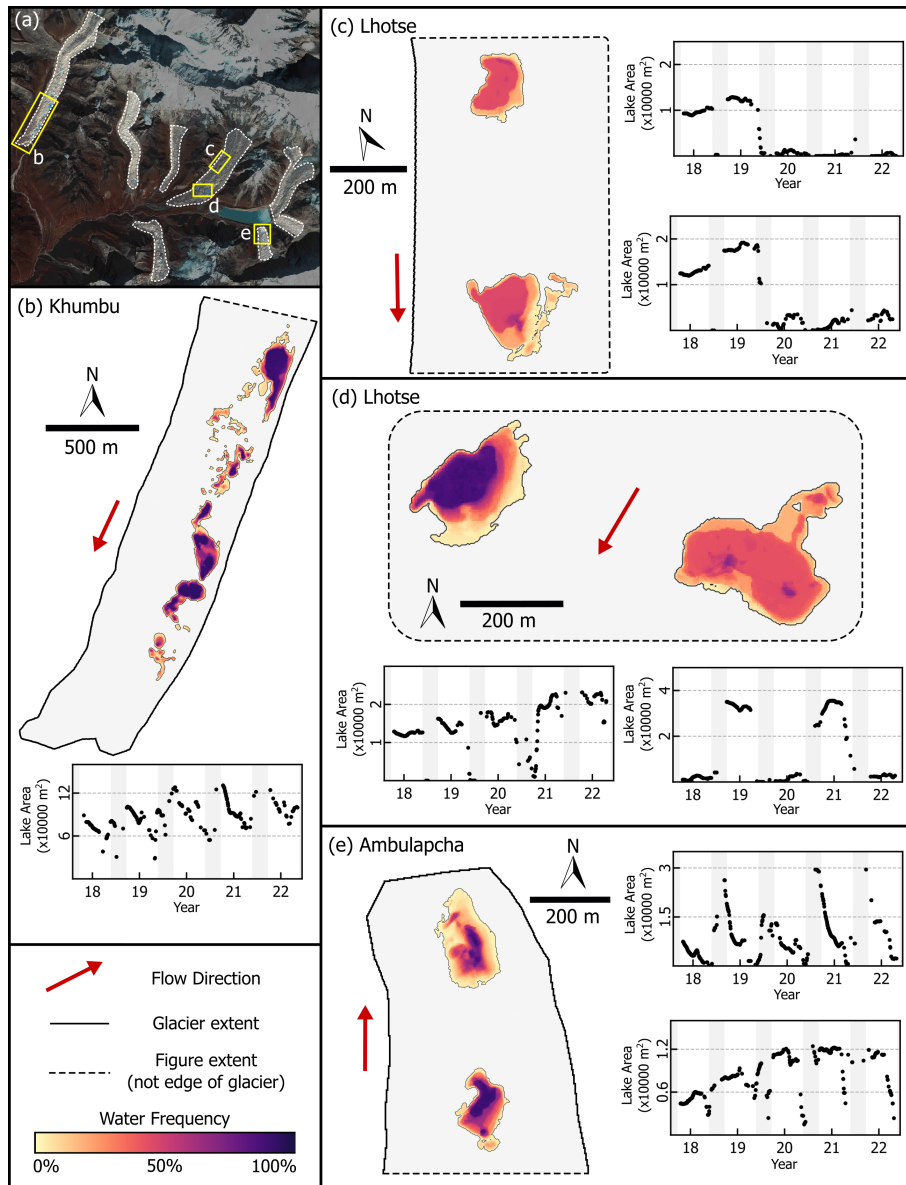 (a)
b
c
d
e
(b) Khumbu
N
500 m
Lake Area
(x10000 m²)
12
6
18 19 20 21 22
Year
Flow Direction
Glacier extent
Figure extent
(not edge of glacier)
Water Frequency
0% 50% 100%
(c) Lhotse
N
200 m
Lake Area
(x10000 m²)
2
1
18 19 20 21 22
Year
Lake Area
(x10000 m²)
2
1
18 19 20 21 22
Year
(d) Lhotse
N
200 m
Lake Area
(x10000 m²)
2
1
18 19 20 21 22
Year
Lake Area
(x10000 m²)
4
2
18 19 20 21 22
Year
(e) Ambulapcha
N
200 m
Lake Area
(x10000 m²)
3
1.5
18 19 20 21 22
Year
Lake Area
(x10000 m²)
1.2
0.6
18 19 20 21 22
Year